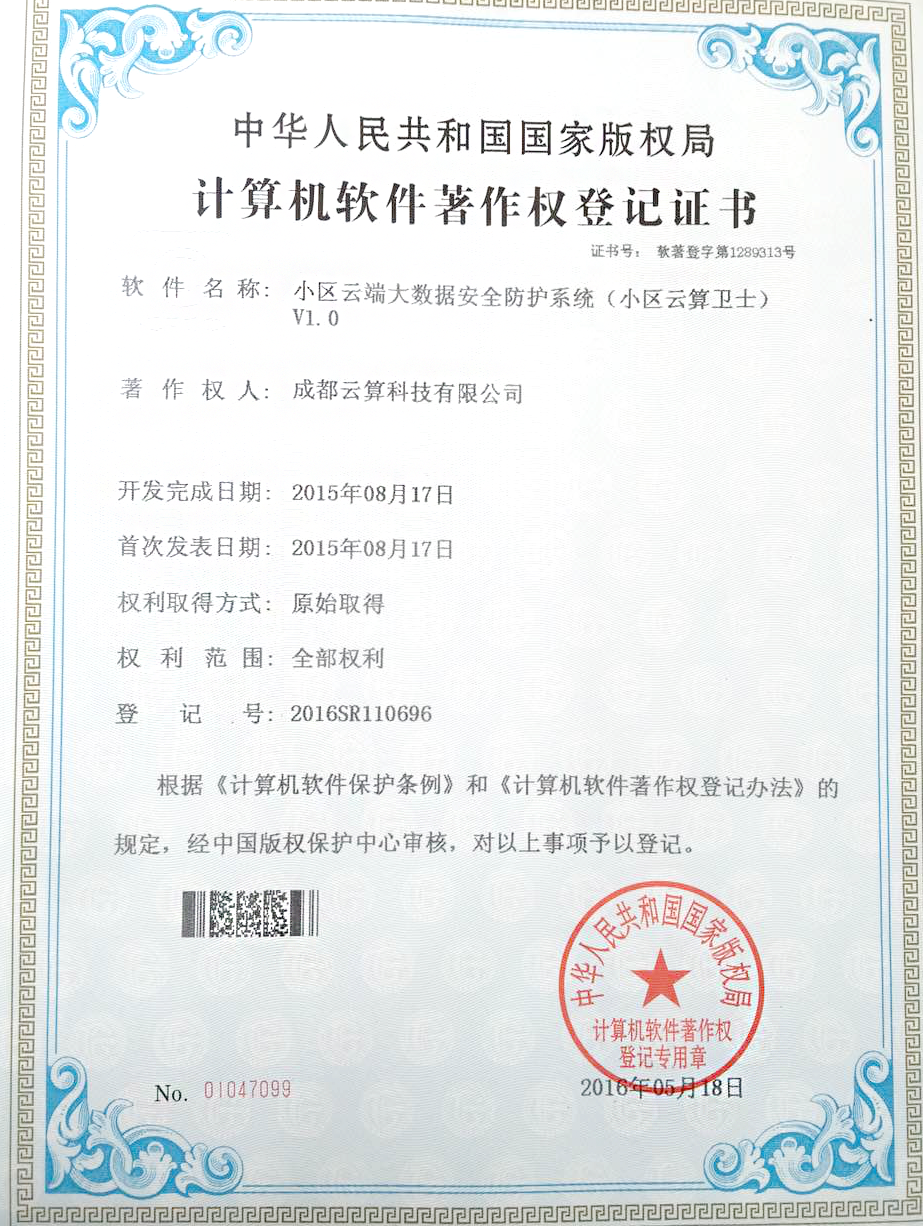 中华人民共和国国家版权局
计算机软件著作权登记证书
证书号： 软著登字第1289313号
软件名称： 小区云端大数据安全防护系统（小区云算卫士）
V1.0
著作权人： 成都云算科技有限公司
开发完成日期： 2015年08月17日
首次发表日期： 2015年08月17日
权利取得方式： 原始取得
权利范围： 全部权利
登记号： 2016SR110696
根据《计算机软件保护条例》和《计算机软件著作权登记办法》的
规定，经中国版权保护中心审核，对以上事项予以登记。
中华人民共和国国家版权局
计算机软件著作权
登记专用章
No. 01047099
2016年05月18日